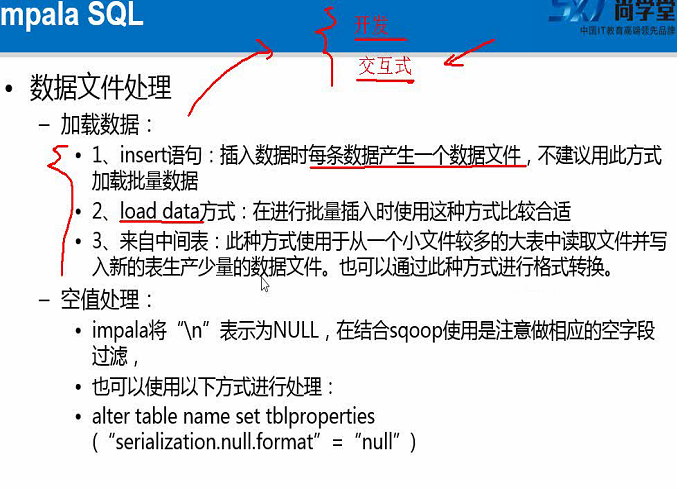 mpala SQL
尚学堂
中国IT教育高端领先品牌
开发
交互式
• 数据文件处理
– 加载数据：
• 1、insert语句：插入数据时每条数据产生一个数据文件，不建议用此方式
加载批量数据
• 2、load data方式：在进行批量插入时使用这种方式比较合适
• 3、来自中间表：此种方式使用于从一个小文件较多的大表中读取文件并写
入新的表生产少量的数据文件。也可以通过此种方式进行格式转换。
– 空值处理：
• impala将“\n”表示为NULL，在结合sqoop使用是注意做相应的空字段
过滤，
• 也可以使用以下方式进行处理：
• alter table name set tblproperties
(“serialization.null.format”=“null”)